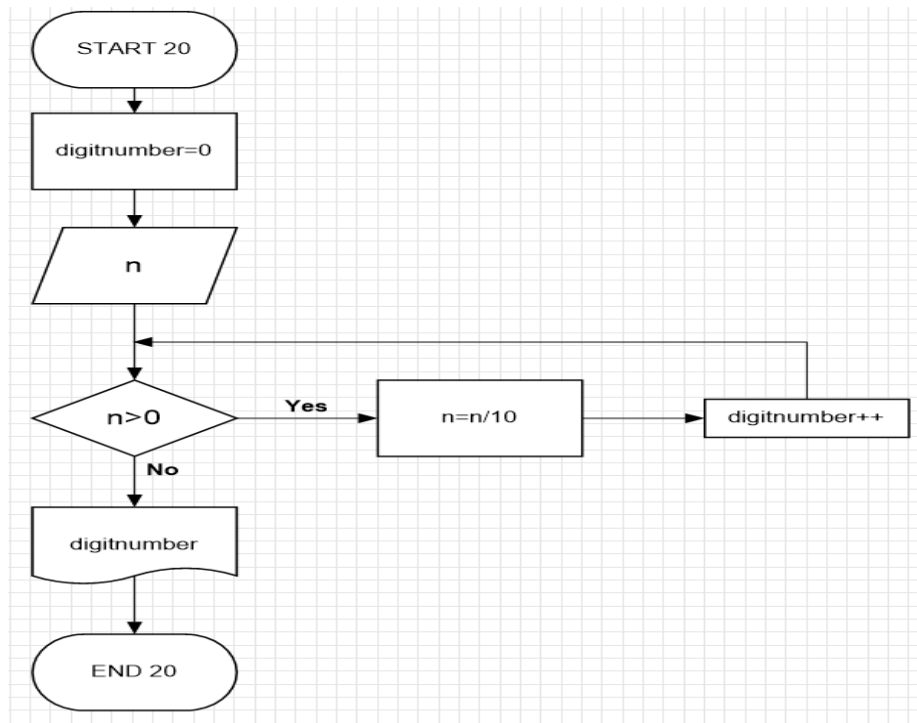 START 20
digitnumber=0
n
n>0
Yes
n=n/10
digitnumber++
No
digitnumber
END 20